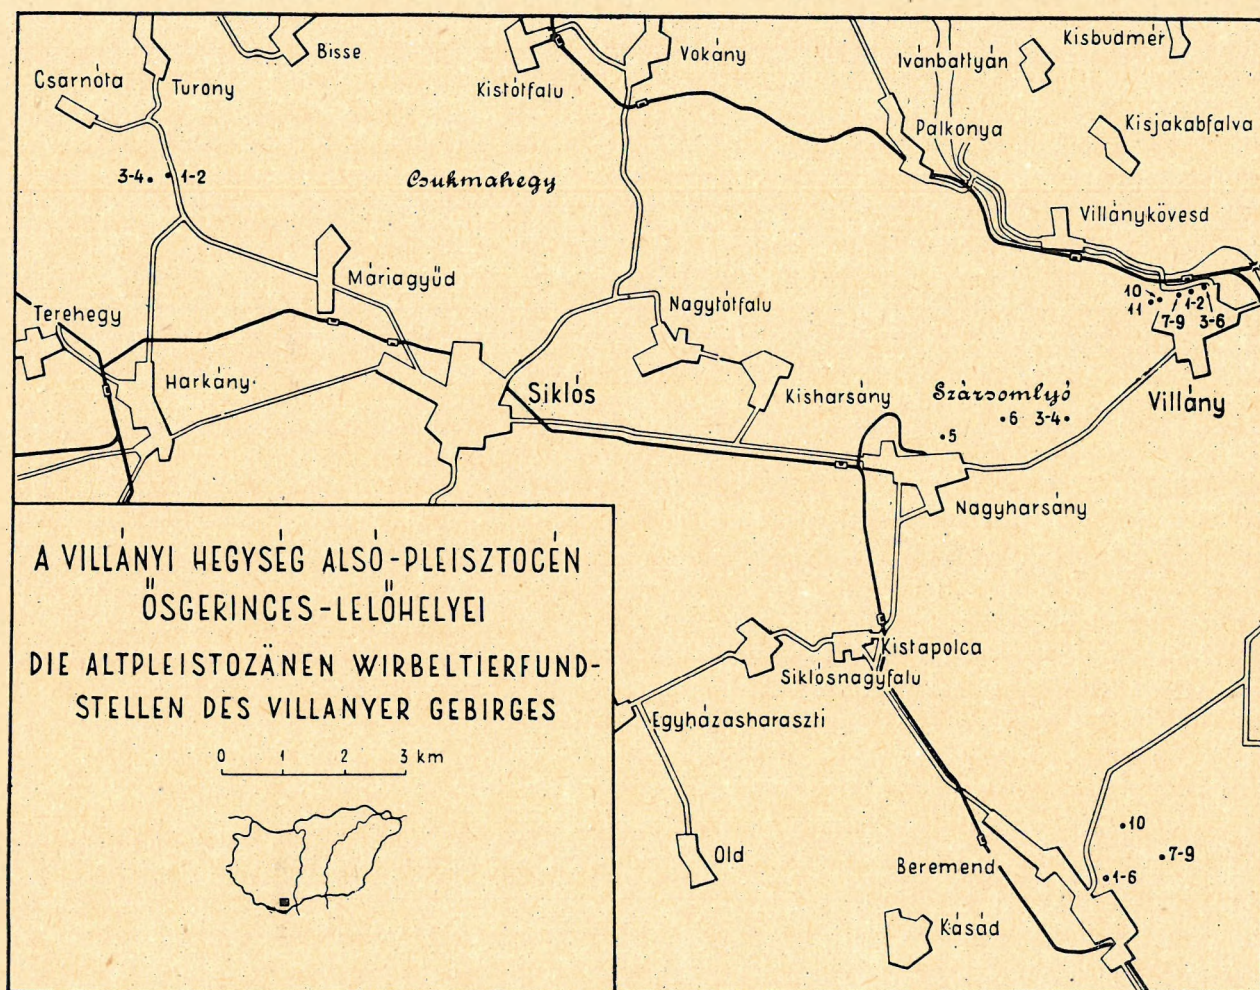 Bisse
Vokány
Kisbudmér
Ivánbattyán
Csarnóta
Turony
Kistótfalu
Palkonya
Kisjakabfalva
3-4
1-2
Csukmahegy
Villánykövesd
Máriagyűd
Nagytótfalu
10
11
7-9
1-2
3-6
Terehegy
Harkány
Siklós
Kisharsány
Szársomlyó
Villány
5
6
3-4
Nagyharsány
A VILLÁNYI HEGYSÉG ALSÓ-PLEISZTOCÉN
ŐSGERINCES-LELŐHELYEI
DIE ALTPLEISTOZÄNEN WIRBELTIERFUND-
STELLEN DES VILLANYER GEBIRGES
0 1 2 3 km
Kistapolca
Siklósnagyfalu
Egyházasharaszti
Old
Beremend
10
7-9
1-6
Kásád